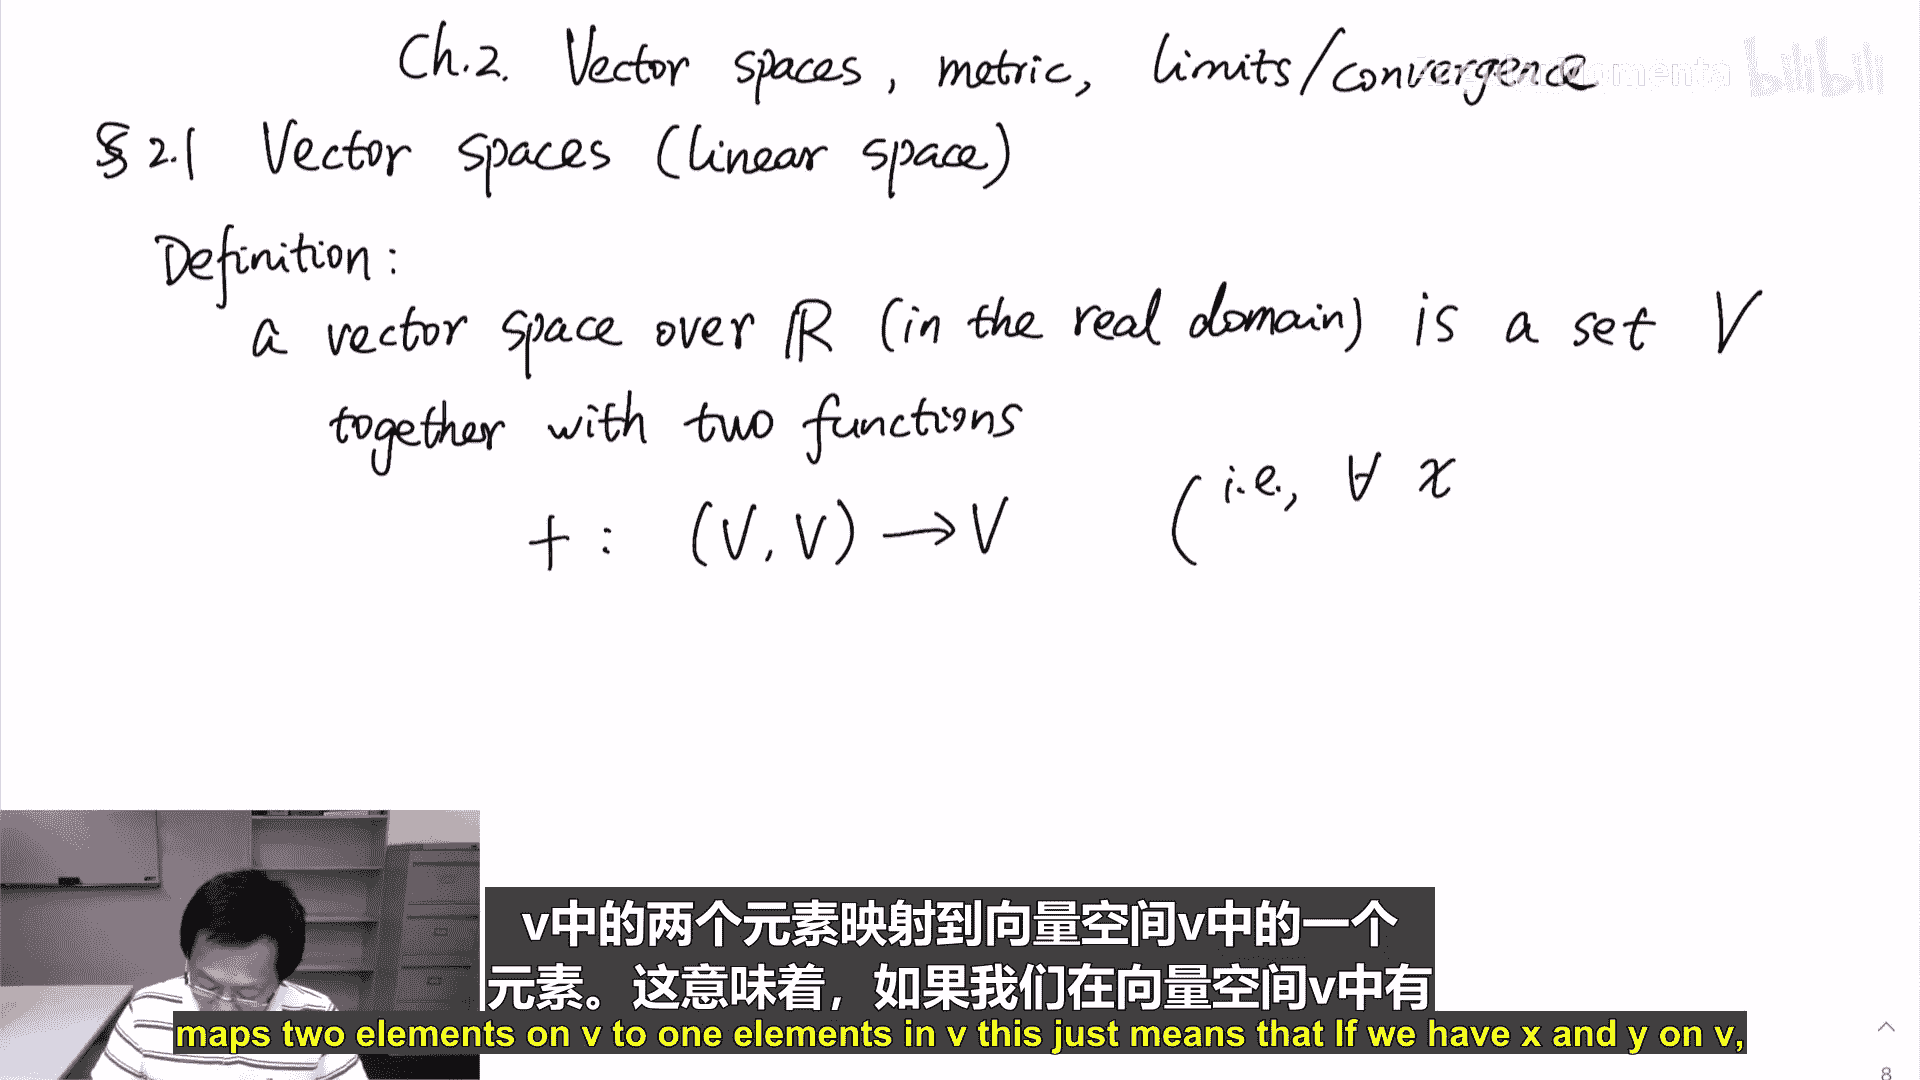 Ch.2. Vector spaces, metric, limits/convergence
Angular Momenta bilibili
§ 2.1 Vector spaces (linear space)
Definition:
a vector space over ℝ (in the real domain) is a set V
together with two functions
+ : (V, V) → V (i.e., ∀ x
v中的两个元素映射到向量空间v中的一个
元素。这意味着，如果我们在向量空间v中有
maps two elements on v to one elements in v this just means that If we have x and y on v,
8